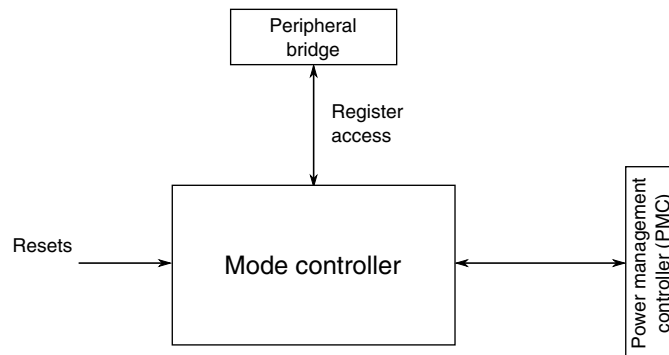 Peripheral
bridge
Register
access
Resets
Mode controller
Power management
controller (PMC)